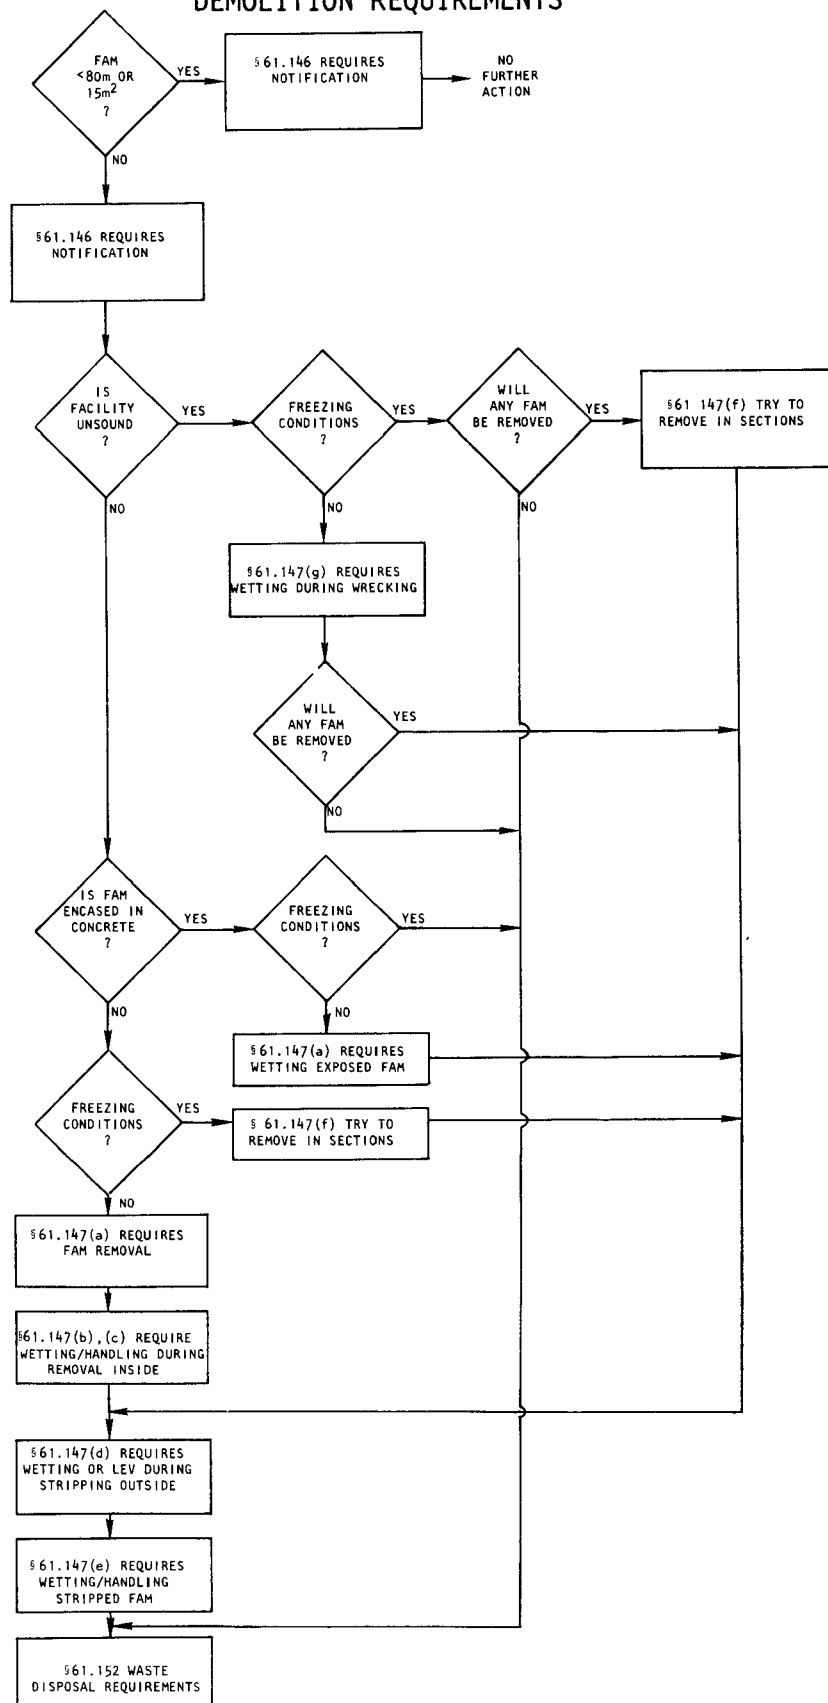 DEMOLITION REQUIREMENTS
FAM
<80m OR
15m²
?
YES
§61.146 REQUIRES
NOTIFICATION
NO
FURTHER
ACTION
NO
§61.146 REQUIRES
NOTIFICATION
IS
FACILITY
UNSOUND
?
YES
FREEZING
CONDITIONS
?
YES
WILL
ANY FAM
BE REMOVED
?
YES
§61 147(f) TRY TO
REMOVE IN SECTIONS
NO
NO
NO
§61.147(g) REQUIRES
WETTING DURING WRECKING
WILL
ANY FAM
BE REMOVED
?
YES
NO
IS FAM
ENCASED IN
CONCRETE
?
YES
FREEZING
CONDITIONS
?
YES
NO
NO
§61.147(a) REQUIRES
WETTING EXPOSED FAM
FREEZING
CONDITIONS
?
YES
§ 61.147(f) TRY TO
REMOVE IN SECTIONS
NO
§61.147(a) REQUIRES
FAM REMOVAL
§61.147(b),(c) REQUIRE
WETTING/HANDLING DURING
REMOVAL INSIDE
§61.147(d) REQUIRES
WETTING OR LEV DURING
STRIPPING OUTSIDE
§61.147(e) REQUIRES
WETTING/HANDLING
STRIPPED FAM
§61.152 WASTE
DISPOSAL REQUIREMENTS